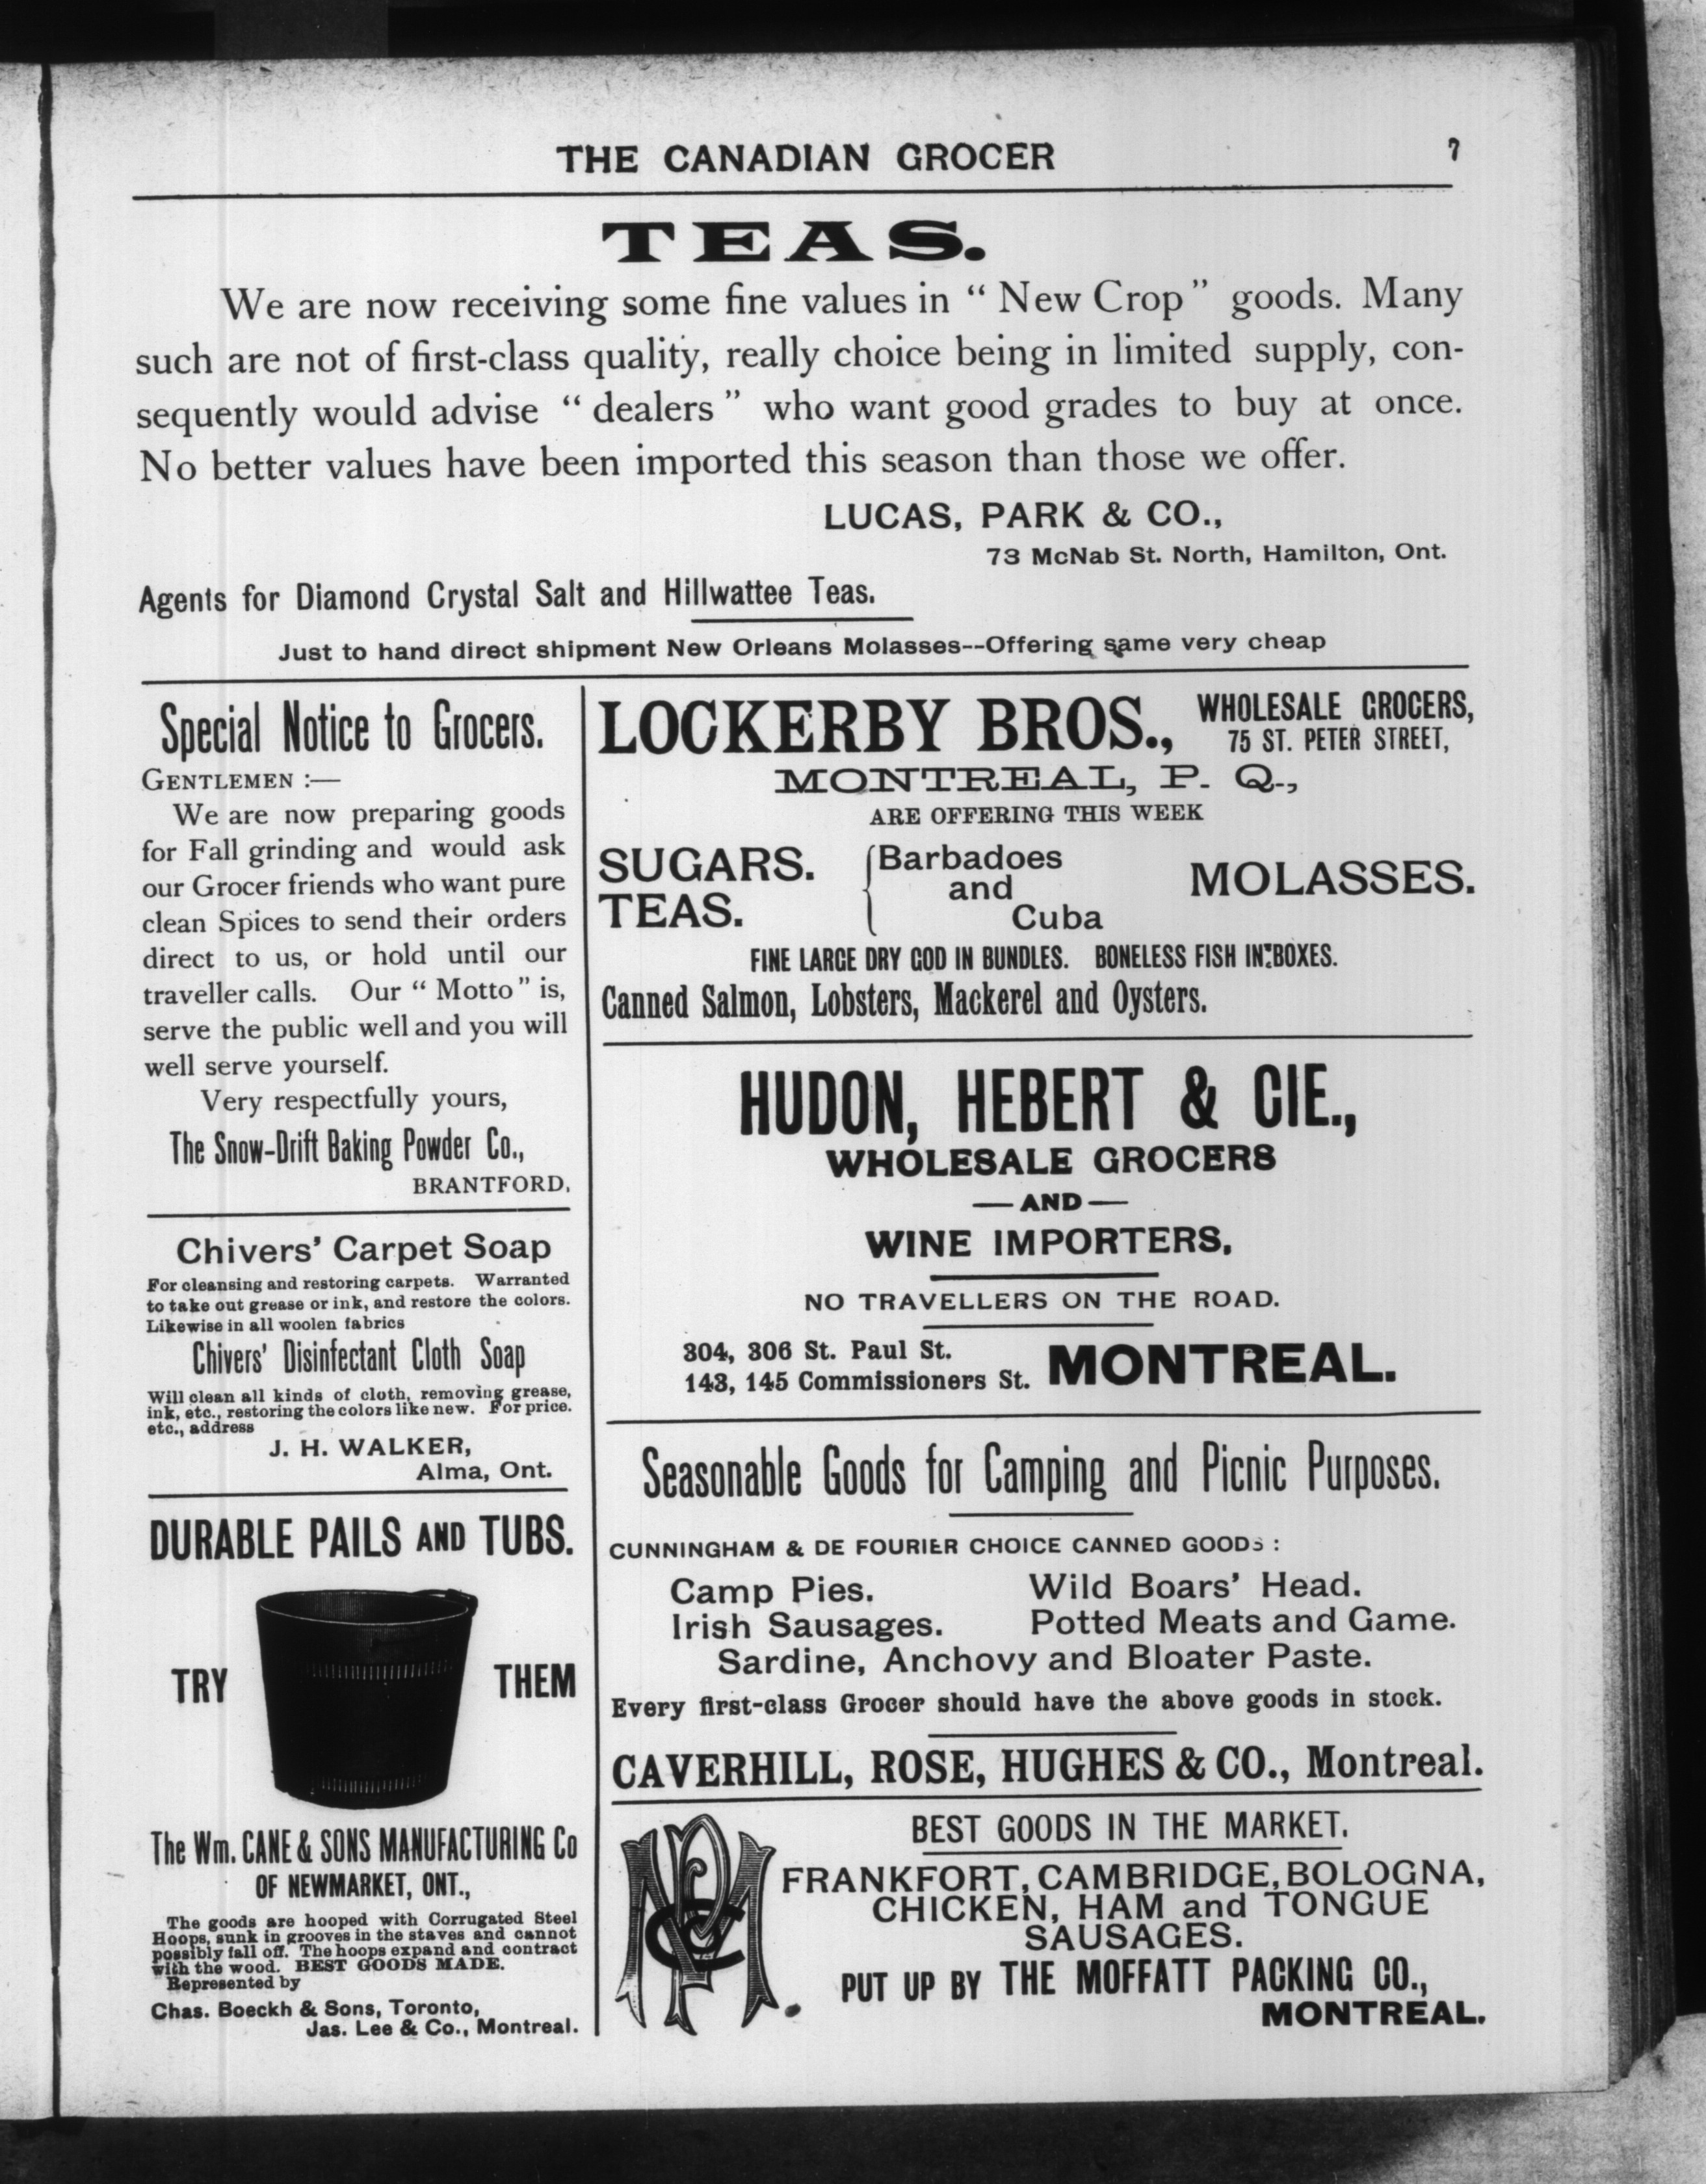 THE CANADIAN GROCER
7
TEAS.
We are now receiving some fine values in “ New Crop ” goods. Many
such are not of first-class quality, really choice being in limited supply, con-
sequently would advise “ dealers ” who want good grades to buy at once.
No better values have been imported this season than those we offer.
LUCAS, PARK & CO.,
73 McNab St. North, Hamilton, Ont.
Agents for Diamond Crystal Salt and Hillwattee Teas.
Just to hand direct shipment New Orleans Molasses--Offering same very cheap
Special Notice to Grocers.
GENTLEMEN :—
We are now preparing goods
for Fall grinding and would ask
our Grocer friends who want pure
clean Spices to send their orders
direct to us, or hold until our
traveller calls. Our “ Motto ” is,
serve the public well and you will
well serve yourself.
Very respectfully yours,
The Snow-Drift Baking Powder Co.,
BRANTFORD.
Chivers’ Carpet Soap
For cleansing and restoring carpets. Warranted
to take out grease or ink, and restore the colors.
Likewise in all woolen fabrics
Chivers’ Disinfectant Cloth Soap
Will clean all kinds of cloth, removing grease,
ink, etc., restoring the colors like new. For price.
etc., address
J. H. WALKER,
Alma, Ont.
DURABLE PAILS AND TUBS.
TRY
THEM
The Wm. CANE & SONS MANUFACTURING Co
OF NEWMARKET, ONT.,
The goods are hooped with Corrugated Steel
Hoops, sunk in grooves in the staves and cannot
possibly fall off. The hoops expand and contract
with the wood. BEST GOODS MADE.
Represented by
Chas. Boeckh & Sons, Toronto,
Jas. Lee & Co., Montreal.
LOCKERBY BROS., WHOLESALE GROCERS,
75 ST. PETER STREET,
MONTREAL, P. Q.,
ARE OFFERING THIS WEEK
SUGARS.
TEAS.
Barbadoes
and
Cuba
MOLASSES.
FINE LARGE DRY COD IN BUNDLES. BONELESS FISH IN BOXES.
Canned Salmon, Lobsters, Mackerel and Oysters.
HUDON, HEBERT & CIE.,
WHOLESALE GROCERS
—AND—
WINE IMPORTERS,
NO TRAVELLERS ON THE ROAD.
304, 306 St. Paul St.
143, 145 Commissioners St. MONTREAL.
Seasonable Goods for Camping and Picnic Purposes.
CUNNINGHAM & DE FOURIER CHOICE CANNED GOODS :
Camp Pies. Wild Boars’ Head.
Irish Sausages. Potted Meats and Game.
Sardine, Anchovy and Bloater Paste.
Every first-class Grocer should have the above goods in stock.
CAVERHILL, ROSE, HUGHES & CO., Montreal.
MPCo
BEST GOODS IN THE MARKET.
FRANKFORT, CAMBRIDGE, BOLOGNA,
CHICKEN, HAM and TONGUE
SAUSAGES.
PUT UP BY THE MOFFATT PACKING CO.,
MONTREAL.